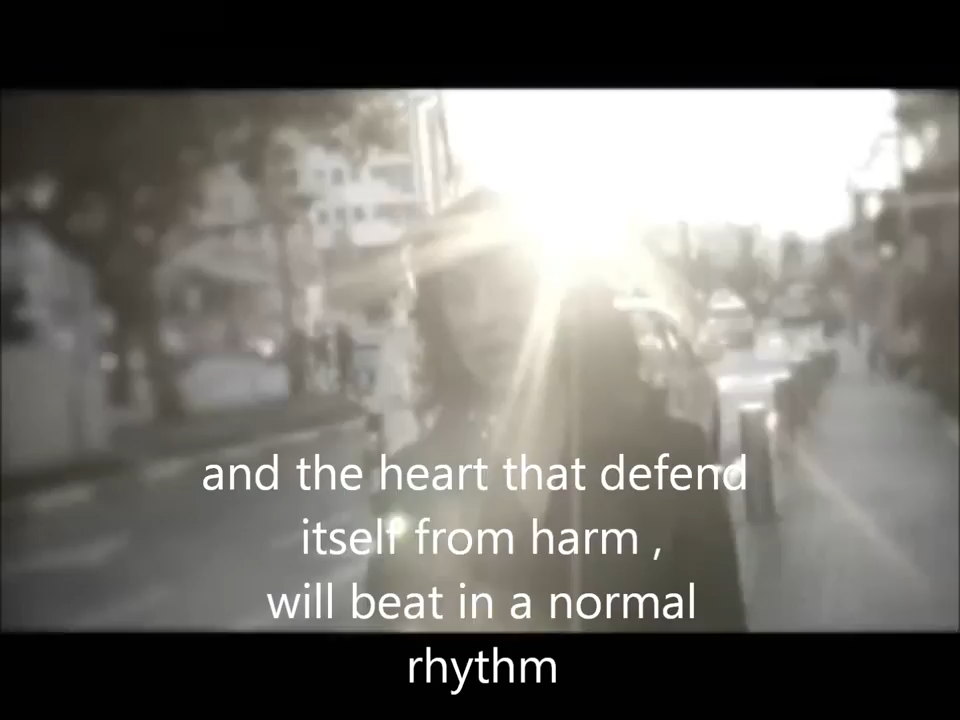 and the heart that defend
itself from harm ,
will beat in a normal
rhythm